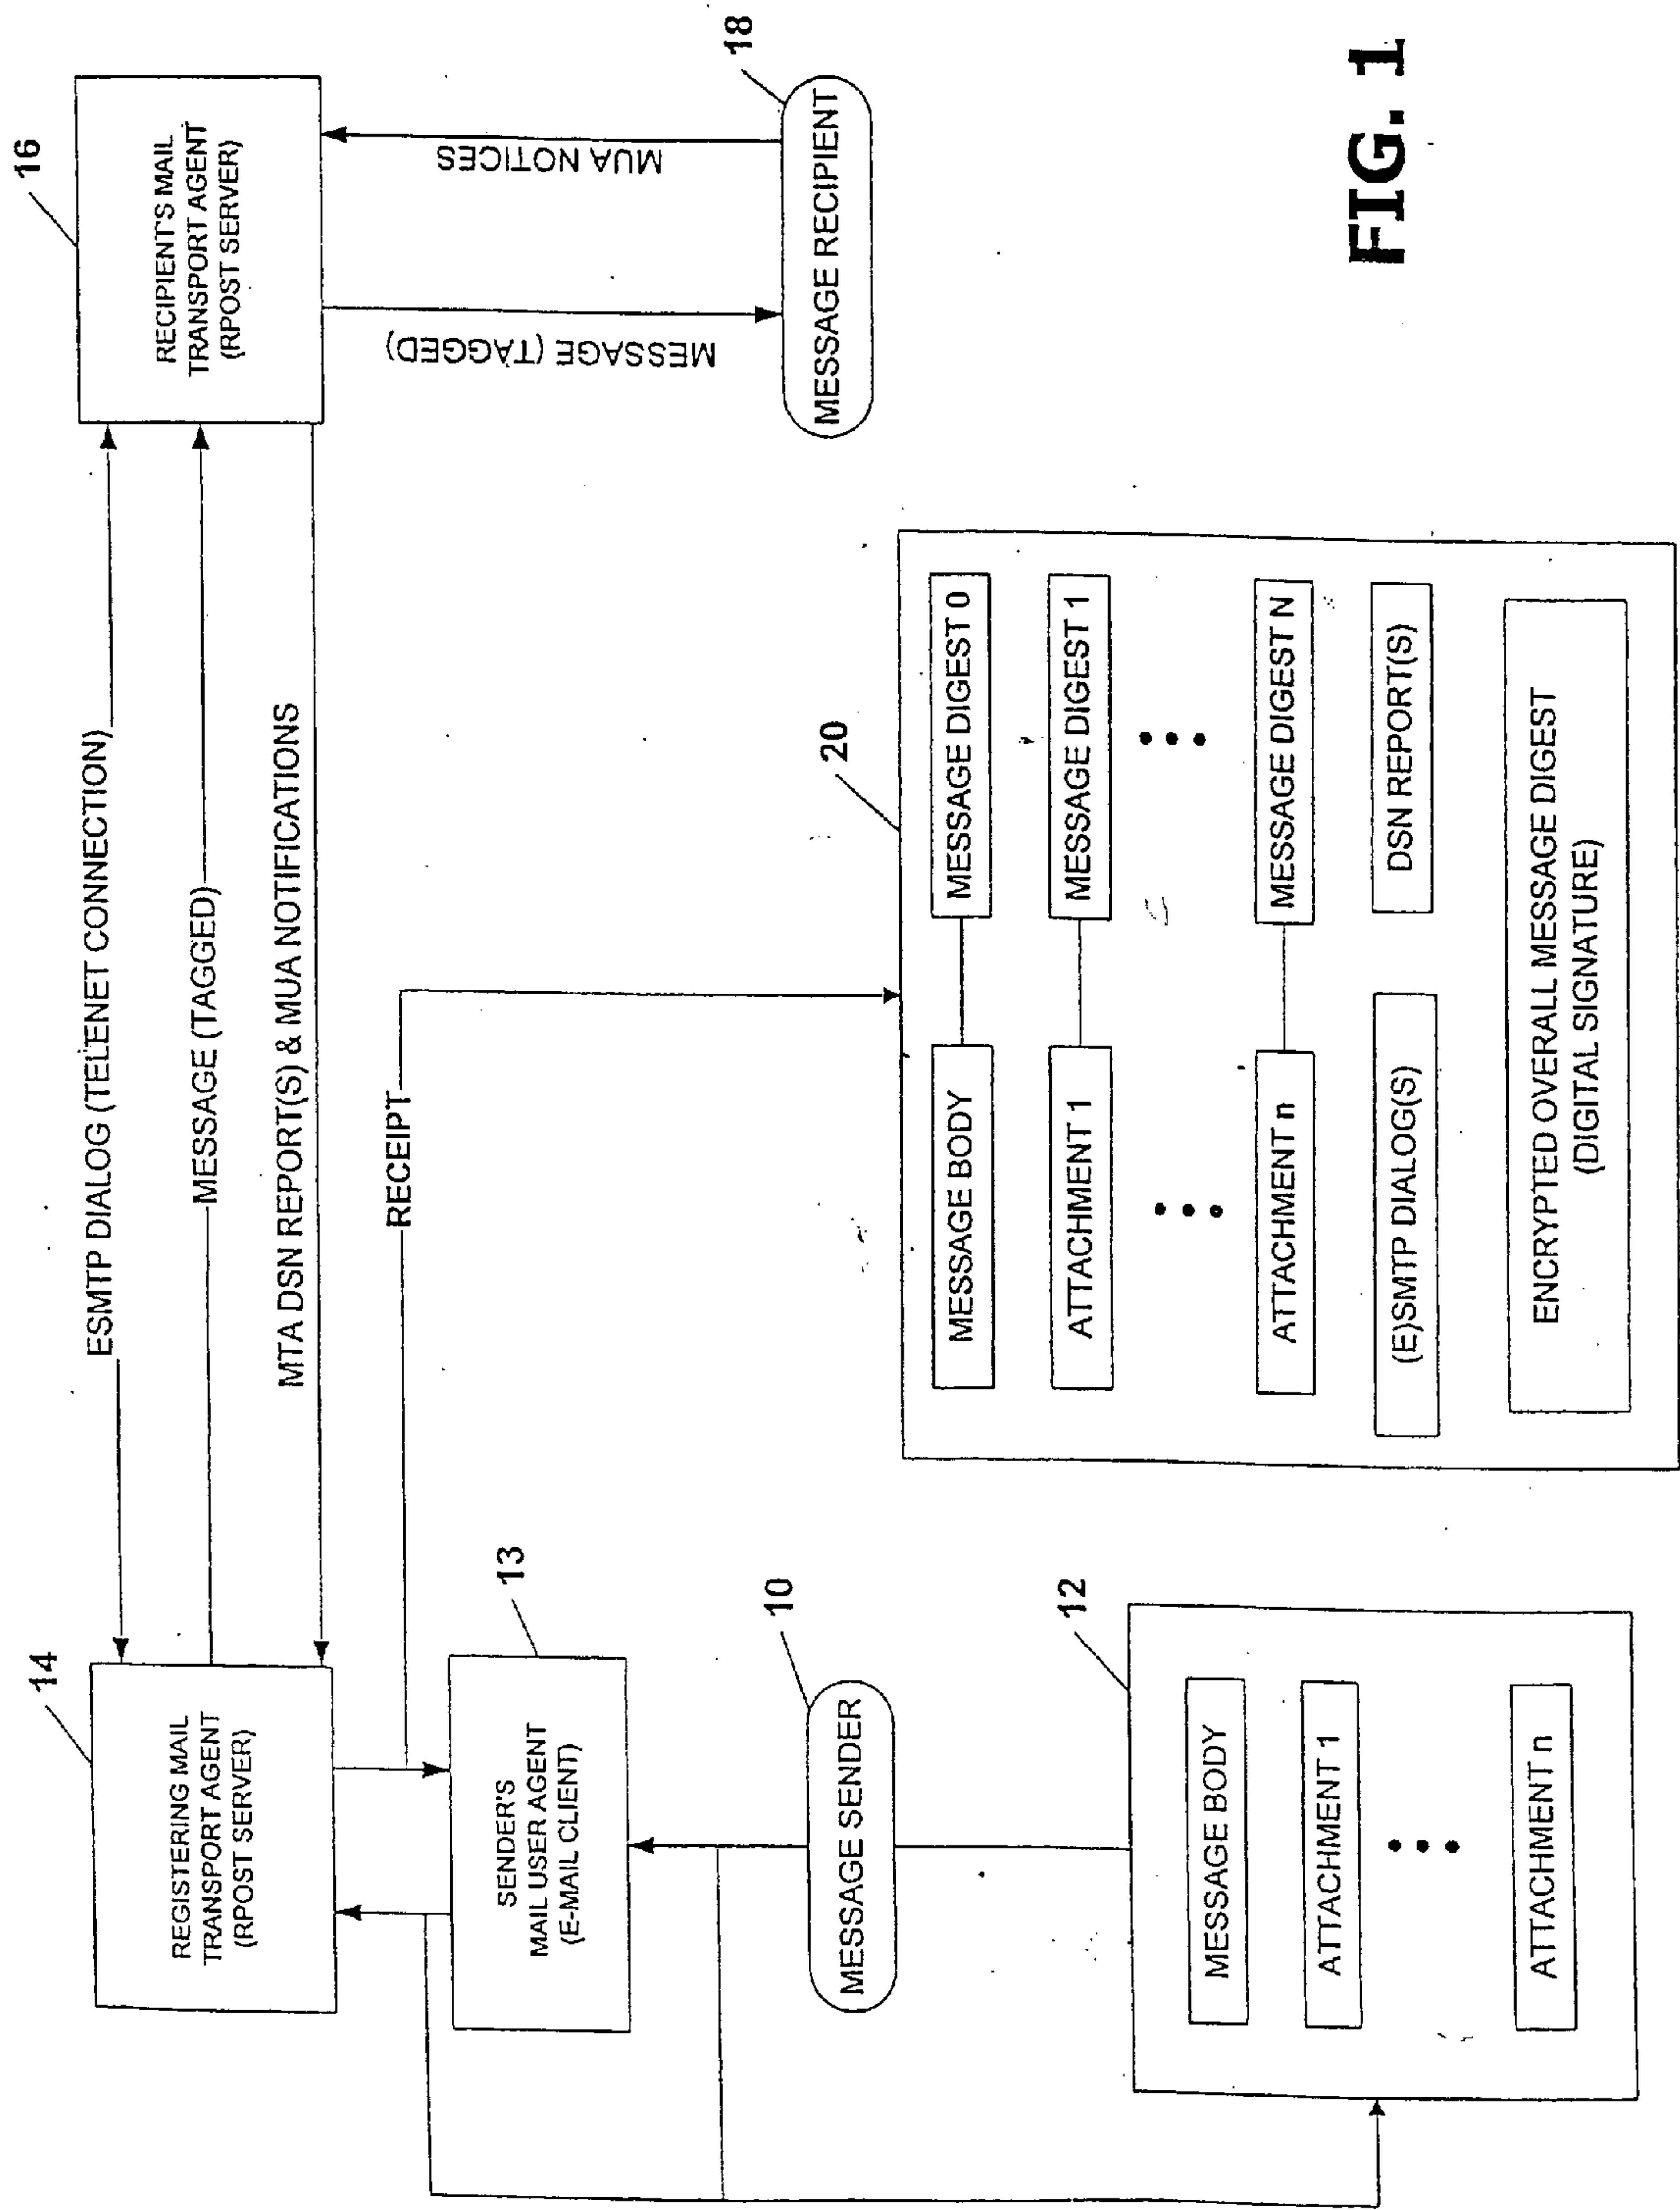 14
REGISTERING MAIL
TRANSPORT AGENT
(RPOST SERVER)
ESMTP DIALOG (TELENET CONNECTION)
MESSAGE (TAGGED)
MTA DSN REPORT(S) & MUA NOTIFICATIONS
16
RECIPIENT'S MAIL
TRANSPORT AGENT
(RPOST SERVER)
RECEIPT
13
SENDER'S
MAIL USER AGENT
(E-MAIL CLIENT)
MESSAGE (TAGGED)
MUA NOTICES
10
MESSAGE SENDER
18
MESSAGE RECIPIENT
12
MESSAGE BODY
ATTACHMENT 1
ATTACHMENT n
20
MESSAGE BODY
MESSAGE DIGEST 0
ATTACHMENT 1
MESSAGE DIGEST 1
ATTACHMENT n
MESSAGE DIGEST N
(E)SMTP DIALOG(S)
DSN REPORT(S)
ENCRYPTED OVERALL MESSAGE DIGEST
(DIGITAL SIGNATURE)
FIG. 1